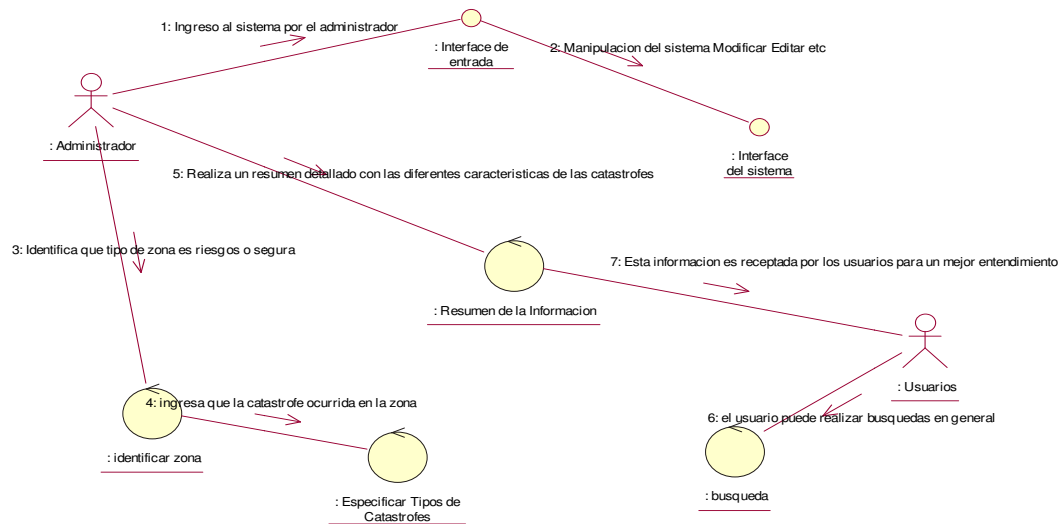 1: Ingreso al sistema por el administrador
: Interface de
entrada
2: Manipulacion del sistema Modificar Editar etc
: Administrador
: Interface
del sistema
5: Realiza un resumen detallado con las diferentes caracteristicas de las catastrofes
3: Identifica que tipo de zona es riesgos o segura
7: Esta informacion es receptada por los usuarios para un mejor entendimiento
: Resumen de la Informacion
: Usuarios
4: ingresa que la catastrofe ocurrida en la zona
6: el usuario puede realizar busquedas en general
: identificar zona
: busqueda
: Especificar Tipos de
Catastrofes